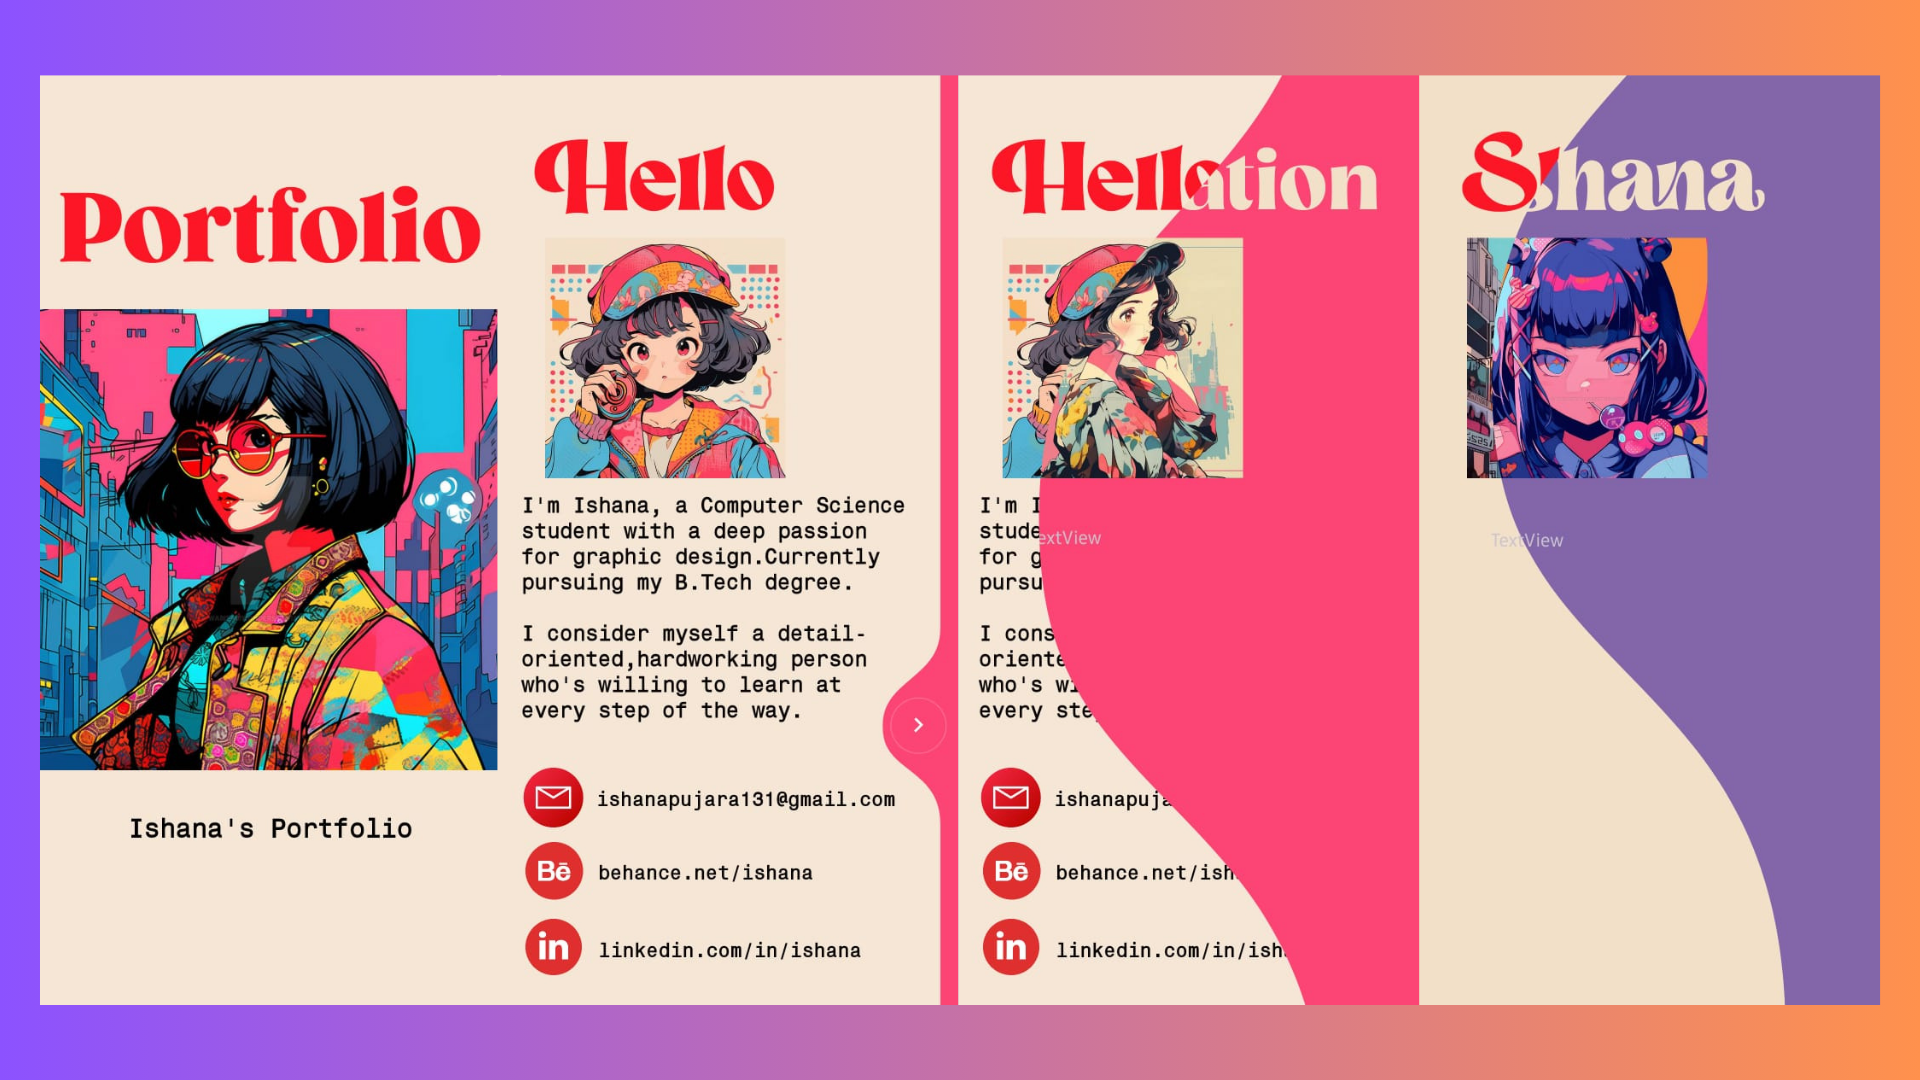 Portfolio
Ishana's Portfolio
Hello
I'm Ishana, a Computer Science
student with a deep passion
for graphic design.Currently
pursuing my B.Tech degree.
I consider myself a detail-
oriented,hardworking person
who's willing to learn at
every step of the way.
ishanapujara131@gmail.com
Bē behance.net/ishana
in linkedin.com/in/ishana
Hellation
I'm I
stude extView
for g
pursu
I cons
oriente
who's wi
every ste
ishanapuja
Bē behance.net/ish
in linkedin.com/in/ish
Shana
TextView